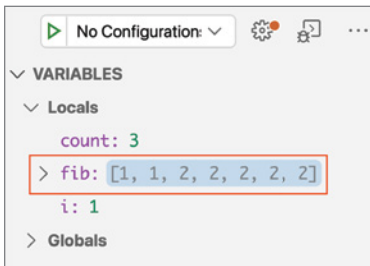 No Configuration:
VARIABLES
Locals
count: 3
fib: [1, 1, 2, 2, 2, 2, 2]
i: 1
Globals